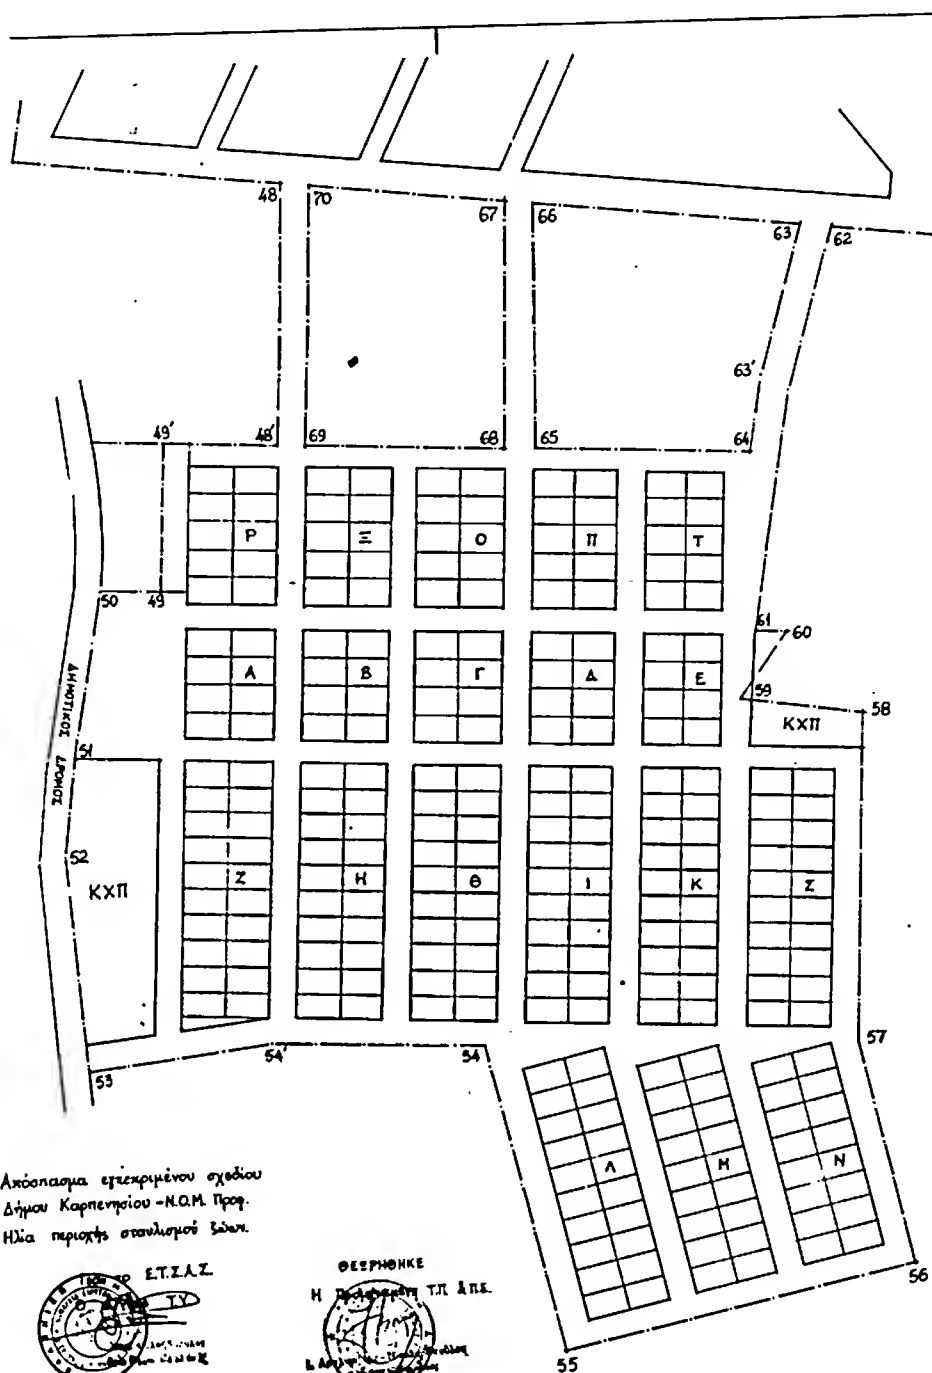 48 70 67 66 63 62
63'
49' 48' 69 68 65 64
Ρ Ξ Ο Π Τ
50 49
61 60
Α Β Γ Δ Ε
59 58
ΚΧΠ
ΔΗΜΟΤΙΚΟΣ ΔΡΟΜΟΣ
51
52
ΚΧΠ
Ζ Η Θ Ι Κ Σ
57
53 54' 54
Λ Μ Ν
56
55
Απόσπασμα εγκεκριμένου σχεδίου
Δήμου Καρπενησίου - Ν.Ο.Μ. Προφ.
Ηλία περιοχής σταυλισμού ζώων.
Ε.Τ.Σ.Λ.Σ.
Τ.Υ.
ΘΕΩΡΗΘΗΚΕ
Η Τ.Π. & Π.Ε.